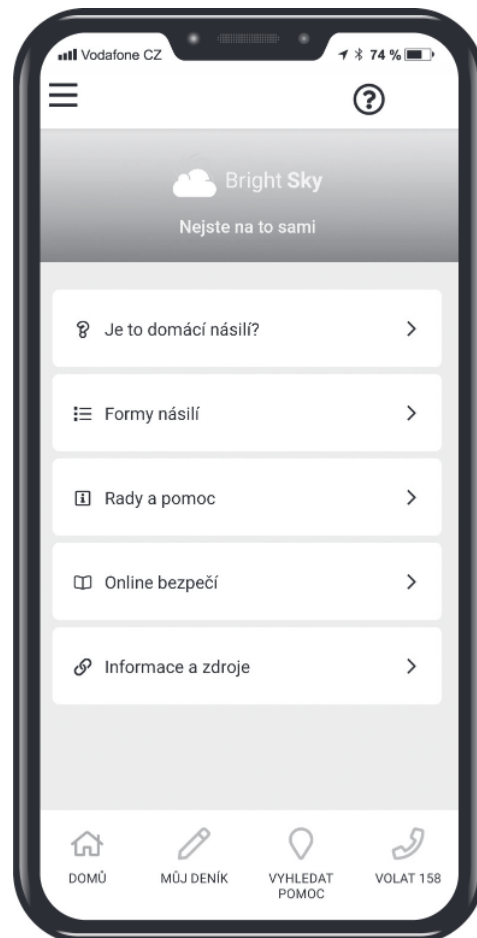 Vodafone CZ
74 %
Bright Sky
Nejste na to sami
Je to domácí násilí?
Formy násilí
Rady a pomoc
Online bezpečí
Informace a zdroje
DOMŮ
MŮJ DENÍK
VYHLEDAT
POMOC
VOLAT 158